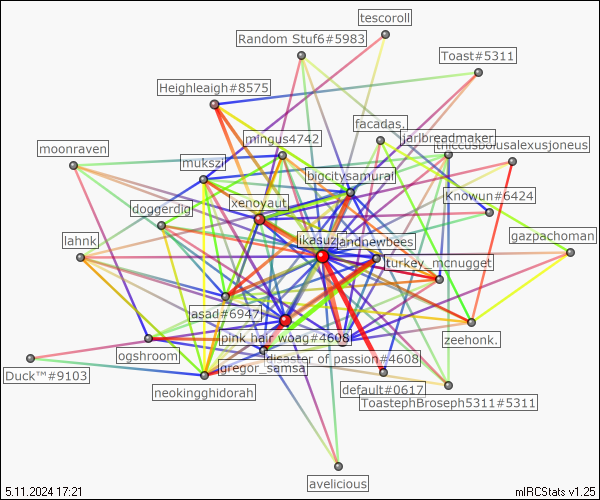 tescoroll
Random Stuf6#5983
Toast#5311
Heighleaigh#8575
facadas.
jarlbreadmaker
mingus4742
thiccusbolusalexusjoneus
moonraven
mukszi
bigcitysamurai
Knowun#6424
xenoyaut
doggerdig
gazpachoman
lahnk
ikasuz
andnewbees
turkey_mcnugget
asad#6947
pink hair woag#4608
zeehonk.
ogshroom
disaster of passion#4608
gregor_samsa
Duck™#9103
default#0617
neokingghidorah
ToastephBroseph5311#5311
avelicious
5.11.2024 17:21
mIRCStats v1.25